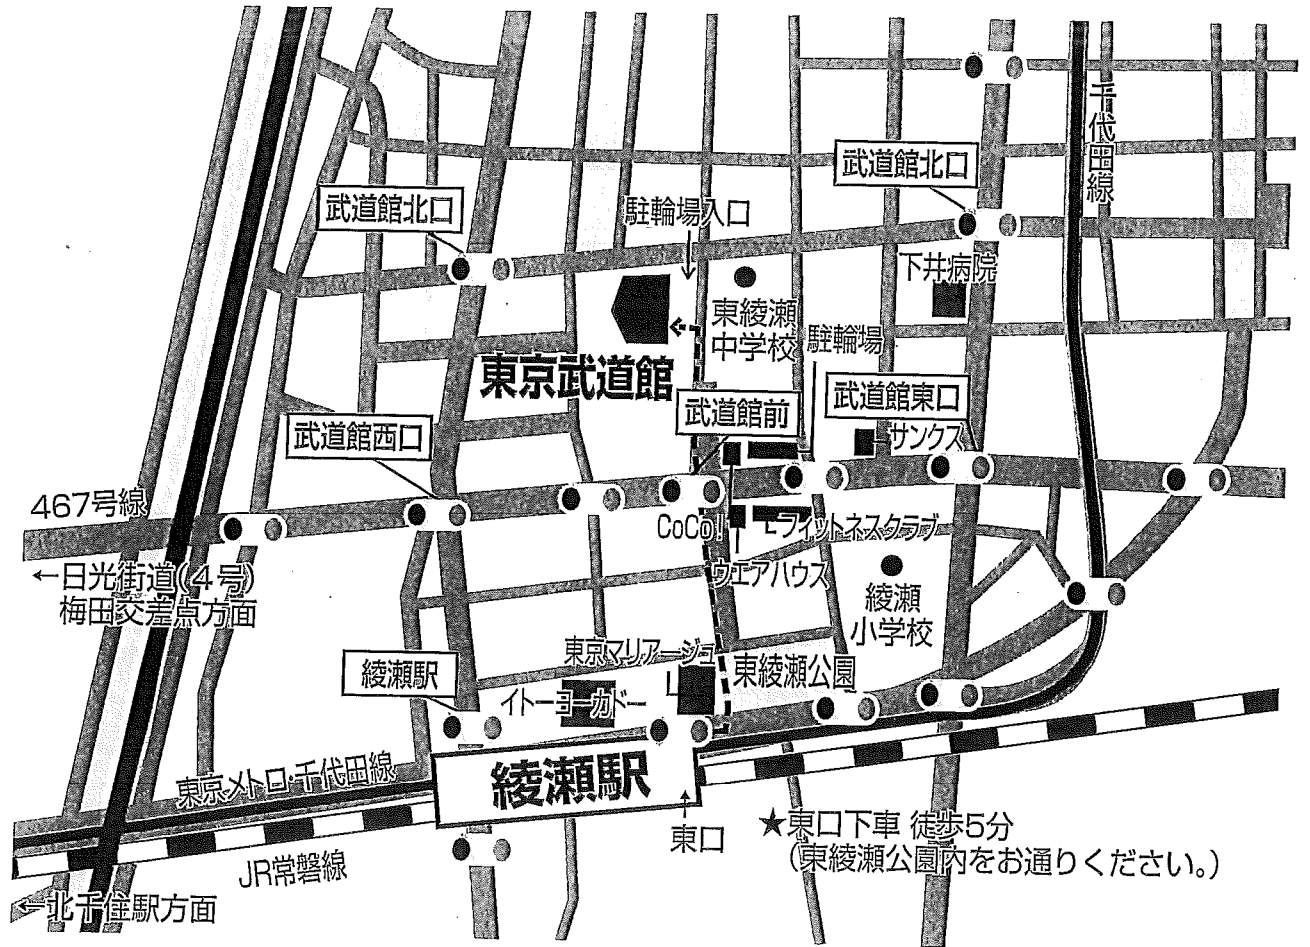 千代田線
武道館北口
武道館北口
駐輪場入口
下井病院
東綾瀬
中学校
駐輪場
東京武道館
武道館前
武道館東口
サンクス
武道館西口
467号線
CoCo!
フィットネスクラブ
←日光街道(4号)
梅田交差点方面
ウエアハウス
綾瀬
小学校
東京マリアージュ
東綾瀬公園
綾瀬駅
イトーヨーカドー
綾瀬駅
東京メトロ・千代田線
東口
★東口下車 徒歩5分
(東綾瀬公園内をお通りください。)
JR常磐線
←北千住駅方面